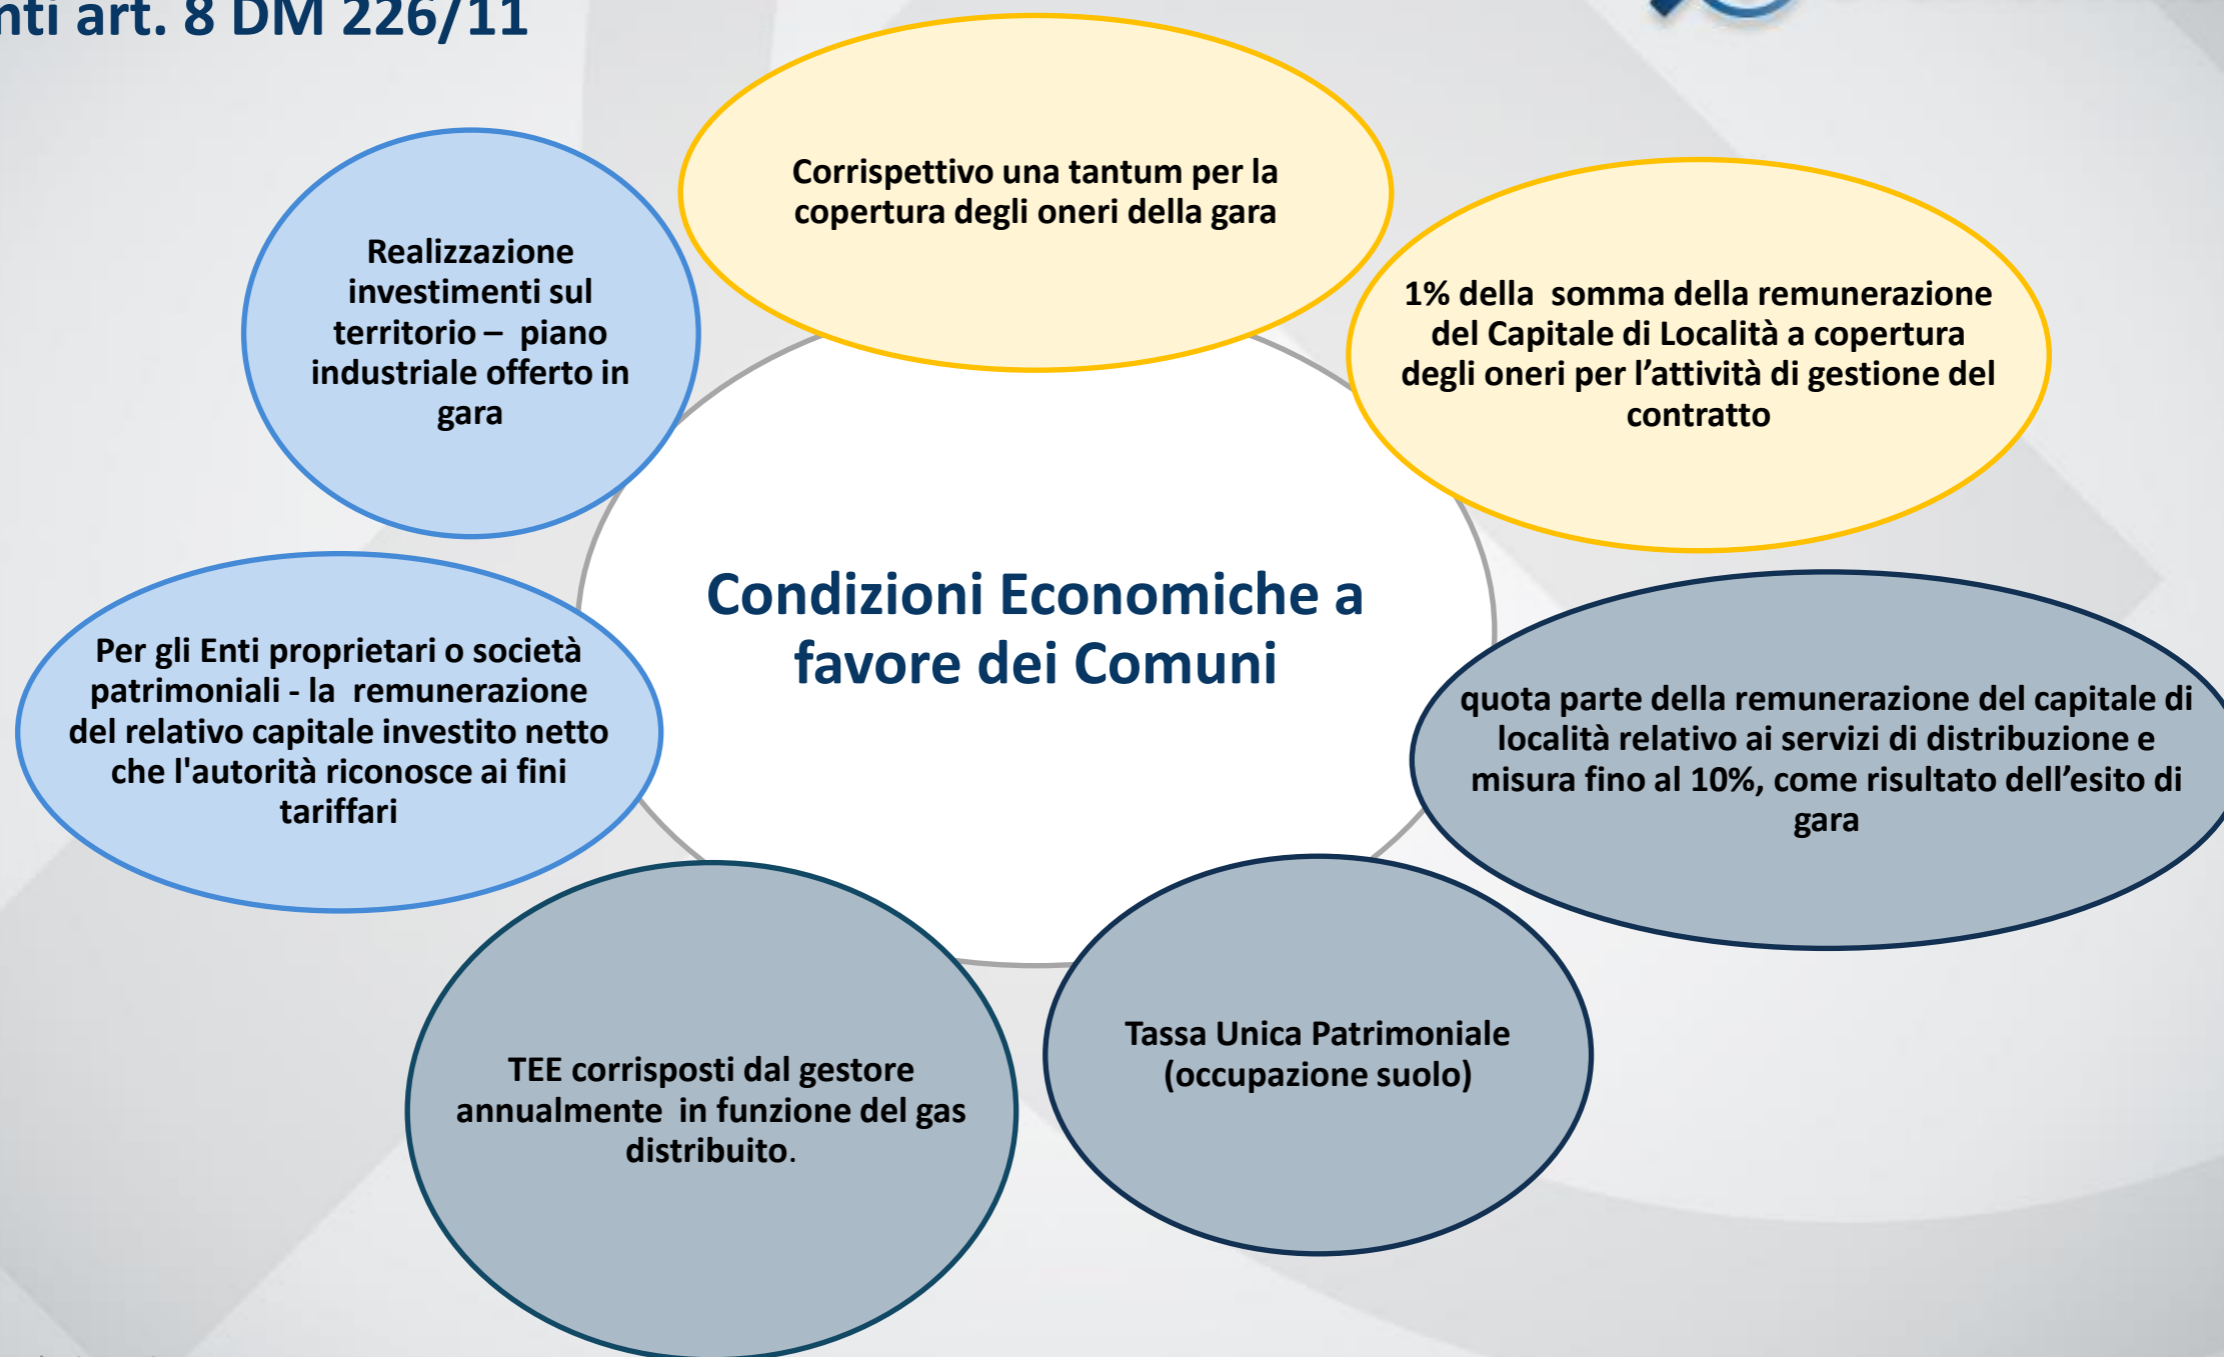 art. 8 DM 226/11
Corrispettivo una tantum per la
copertura degli oneri della gara
Realizzazione
investimenti sul
territorio – piano
industriale offerto in
gara
1% della somma della remunerazione
del Capitale di Località a copertura
degli oneri per l’attività di gestione del
contratto
Condizioni Economiche a
favore dei Comuni
Per gli Enti proprietari o società
patrimoniali - la remunerazione
del relativo capitale investito netto
che l'autorità riconosce ai fini
tariffari
quota parte della remunerazione del capitale di
località relativo ai servizi di distribuzione e
misura fino al 10%, come risultato dell’esito di
gara
TEE corrisposti dal gestore
annualmente in funzione del gas
distribuito.
Tassa Unica Patrimoniale
(occupazione suolo)